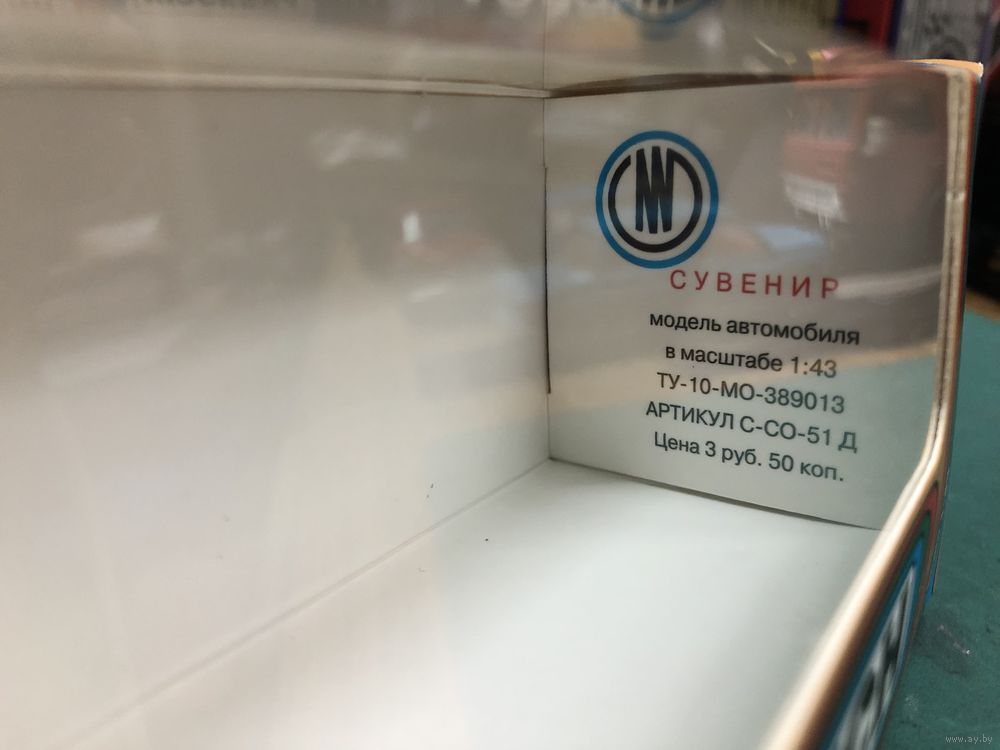 СУВЕНИР
модель автомобиля
в масштабе 1:43
ТУ-10-МО-389013
АРТИКУЛ С-СО-51 Д
Цена 3 руб. 50 коп.
www.ay.by